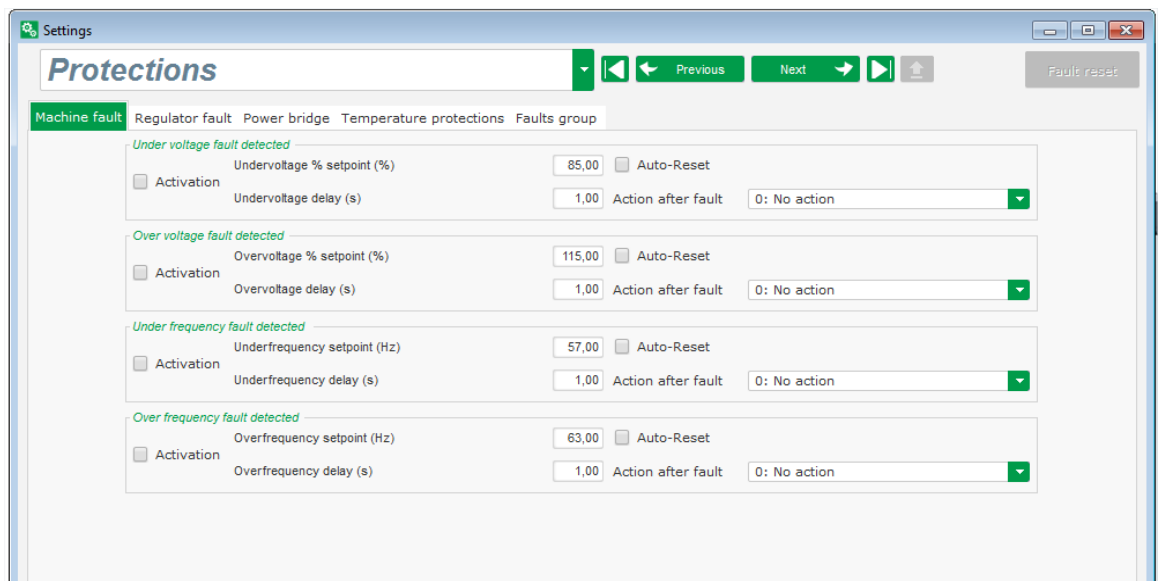 Settings
Protections
Previous
Next
Fault reset
Machine fault Regulator fault Power bridge Temperature protections Faults group
Under voltage fault detected
Undervoltage % setpoint (%) 85,00 Auto-Reset
Activation
Undervoltage delay (s) 1,00 Action after fault 0: No action
Over voltage fault detected
Overvoltage % setpoint (%) 115,00 Auto-Reset
Activation
Overvoltage delay (s) 1,00 Action after fault 0: No action
Under frequency fault detected
Underfrequency setpoint (Hz) 57,00 Auto-Reset
Activation
Underfrequency delay (s) 1,00 Action after fault 0: No action
Over frequency fault detected
Overfrequency setpoint (Hz) 63,00 Auto-Reset
Activation
Overfrequency delay (s) 1,00 Action after fault 0: No action